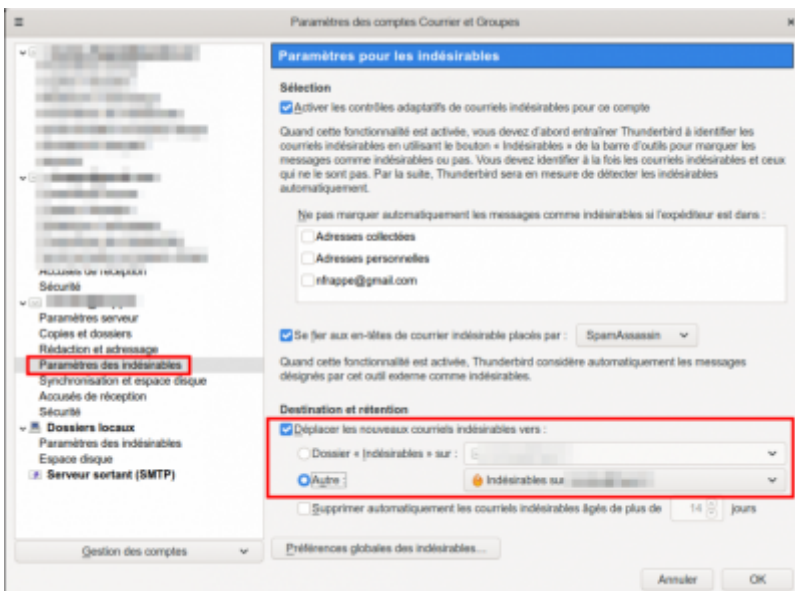 Paramètres des comptes Courrier et Groupes
Accusés de réception
Sécurité
Paramètres serveur
Copies et dossiers
Rédaction et adressage
Paramètres des indésirables
Synchronisation et espace disque
Accusés de réception
Sécurité
Dossiers locaux
Paramètres des indésirables
Espace disque
Serveur sortant (SMTP)
Gestion des comptes
Paramètres pour les indésirables
Sélection
Activer les contrôles adaptatifs de courriels indésirables pour ce compte
Quand cette fonctionnalité est activée, vous devez d'abord entraîner Thunderbird à identifier les
courriels indésirables en utilisant le bouton « Indésirables » de la barre d'outils pour marquer les
messages comme indésirables ou pas. Vous devez identifier à la fois les courriels indésirables et ceux
qui ne le sont pas. Par la suite, Thunderbird sera en mesure de détecter les indésirables
automatiquement.
Ne pas marquer automatiquement les messages comme indésirables si l'expéditeur est dans :
Adresses collectées
Adresses personnelles
nfrappe@gmail.com
Se fier aux en-têtes de courrier indésirable placés par : SpamAssassin
Quand cette fonctionnalité est activée, Thunderbird considère automatiquement les messages
désignés par cet outil externe comme indésirables.
Destination et rétention
Déplacer les nouveaux courriels indésirables vers :
Dossier « Indésirables » sur :
Autre : Indésirables sur
Supprimer automatiquement les courriels indésirables âgés de plus de 14 jours
Préférences globales des indésirables...
Annuler OK